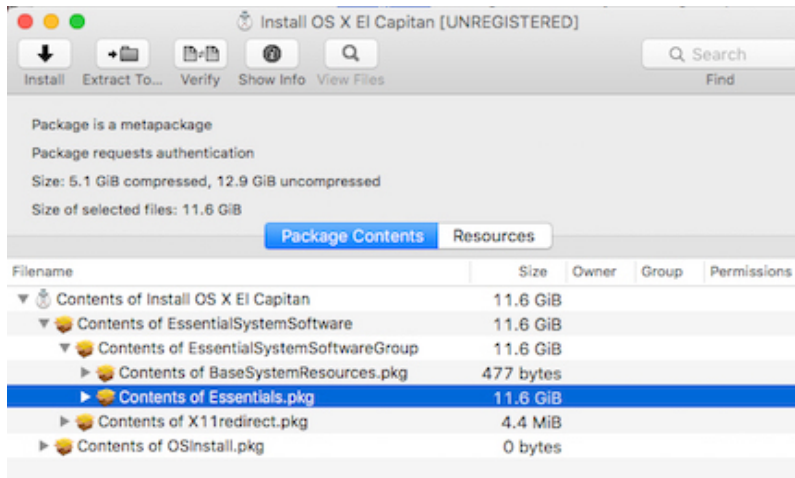 Install OS X El Capitan [UNREGISTERED]
Search
Install Extract To... Verify Show Info View Files Find
Package is a metapackage
Package requests authentication
Size: 5.1 GiB compressed, 12.9 GiB uncompressed
Size of selected files: 11.6 GiB
Package Contents Resources
Filename Size Owner Group Permissions
Contents of Install OS X El Capitan 11.6 GiB
Contents of EssentialSystemSoftware 11.6 GiB
Contents of EssentialSystemSoftwareGroup 11.6 GiB
Contents of BaseSystemResources.pkg 477 bytes
Contents of Essentials.pkg 11.6 GiB
Contents of X11redirect.pkg 4.4 MiB
Contents of OSInstall.pkg 0 bytes